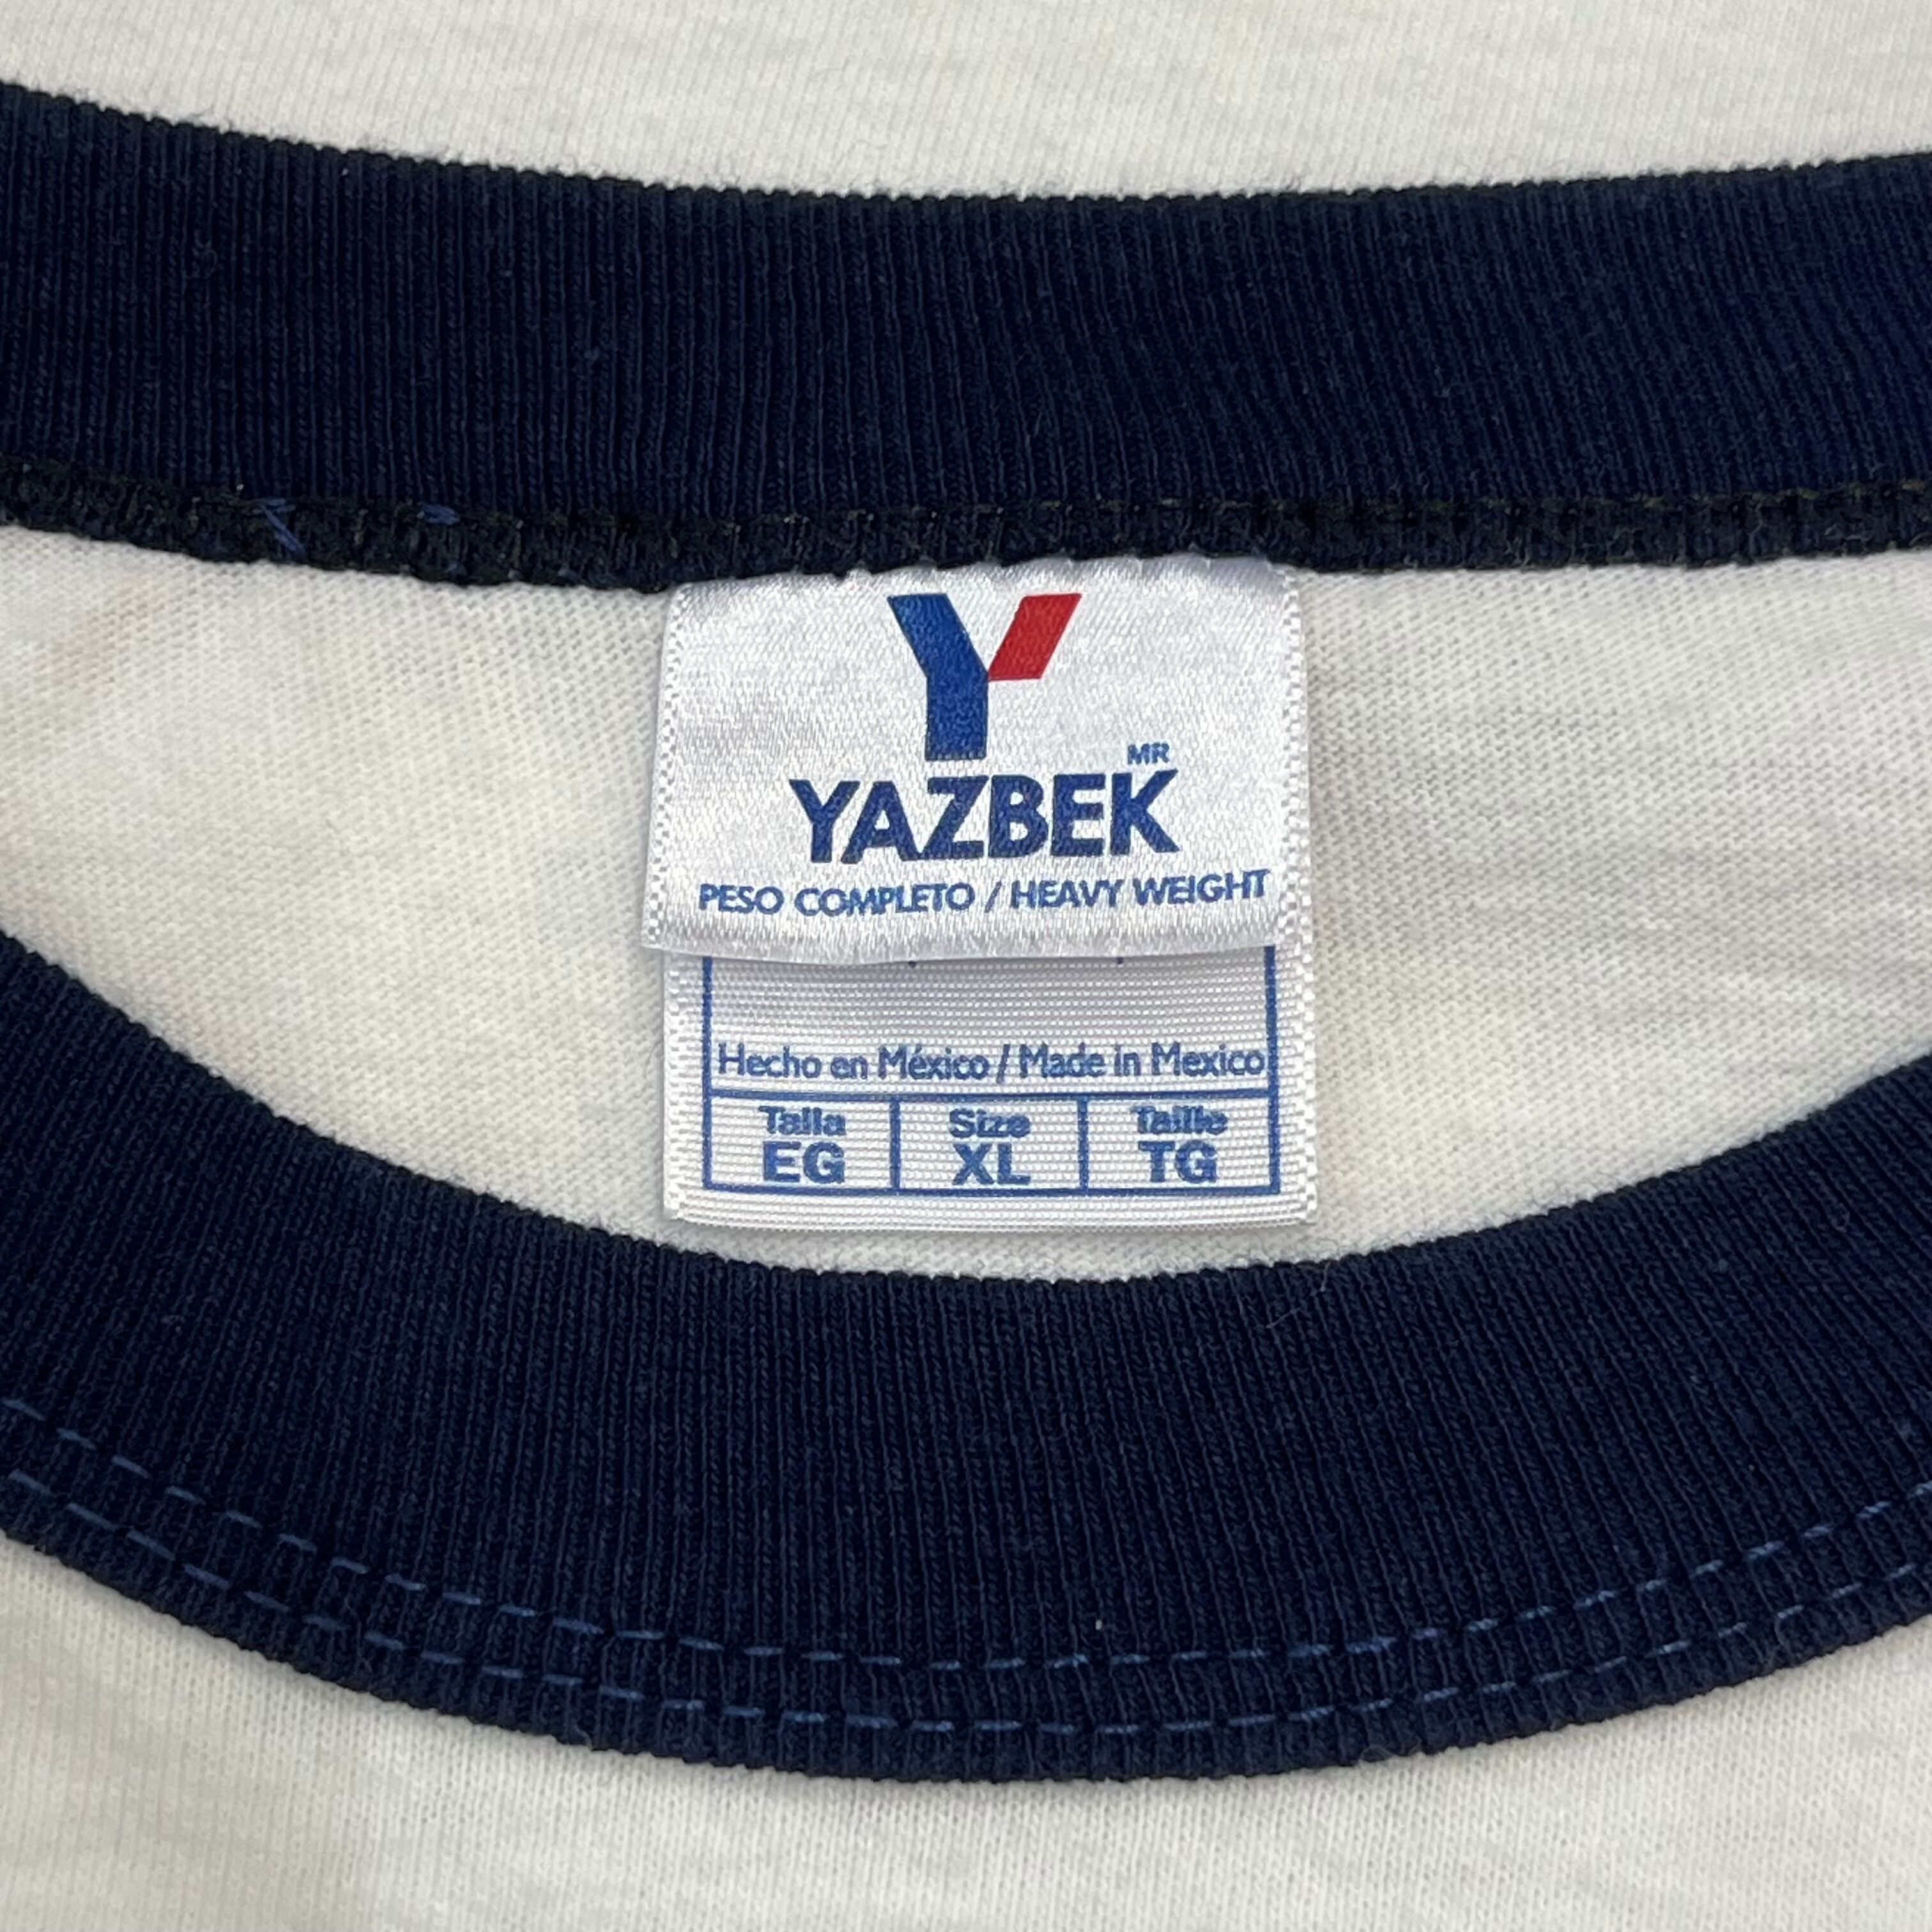 Y
MR
YAZBEK
PESO COMPLETO / HEAVY WEIGHT
Hecho en México / Made in Mexico
Talla Size Taille
EG XL TG